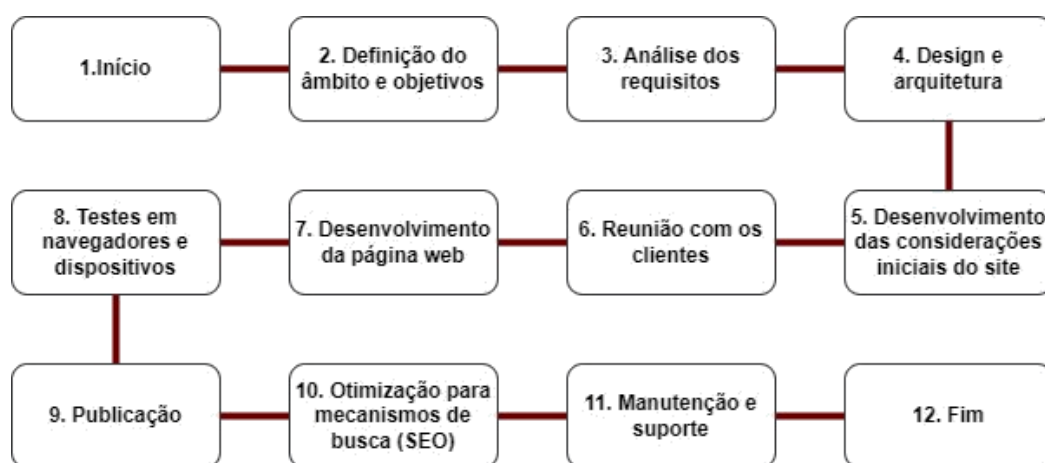 1.Início
2. Definição do
âmbito e objetivos
3. Análise dos
requisitos
4. Design e
arquitetura
5. Desenvolvimento
das considerações
iniciais do site
6. Reunião com os
clientes
7. Desenvolvimento
da página web
8. Testes em
navegadores e
dispositivos
9. Publicação
10. Otimização para
mecanismos de
busca (SEO)
11. Manutenção e
suporte
12. Fim